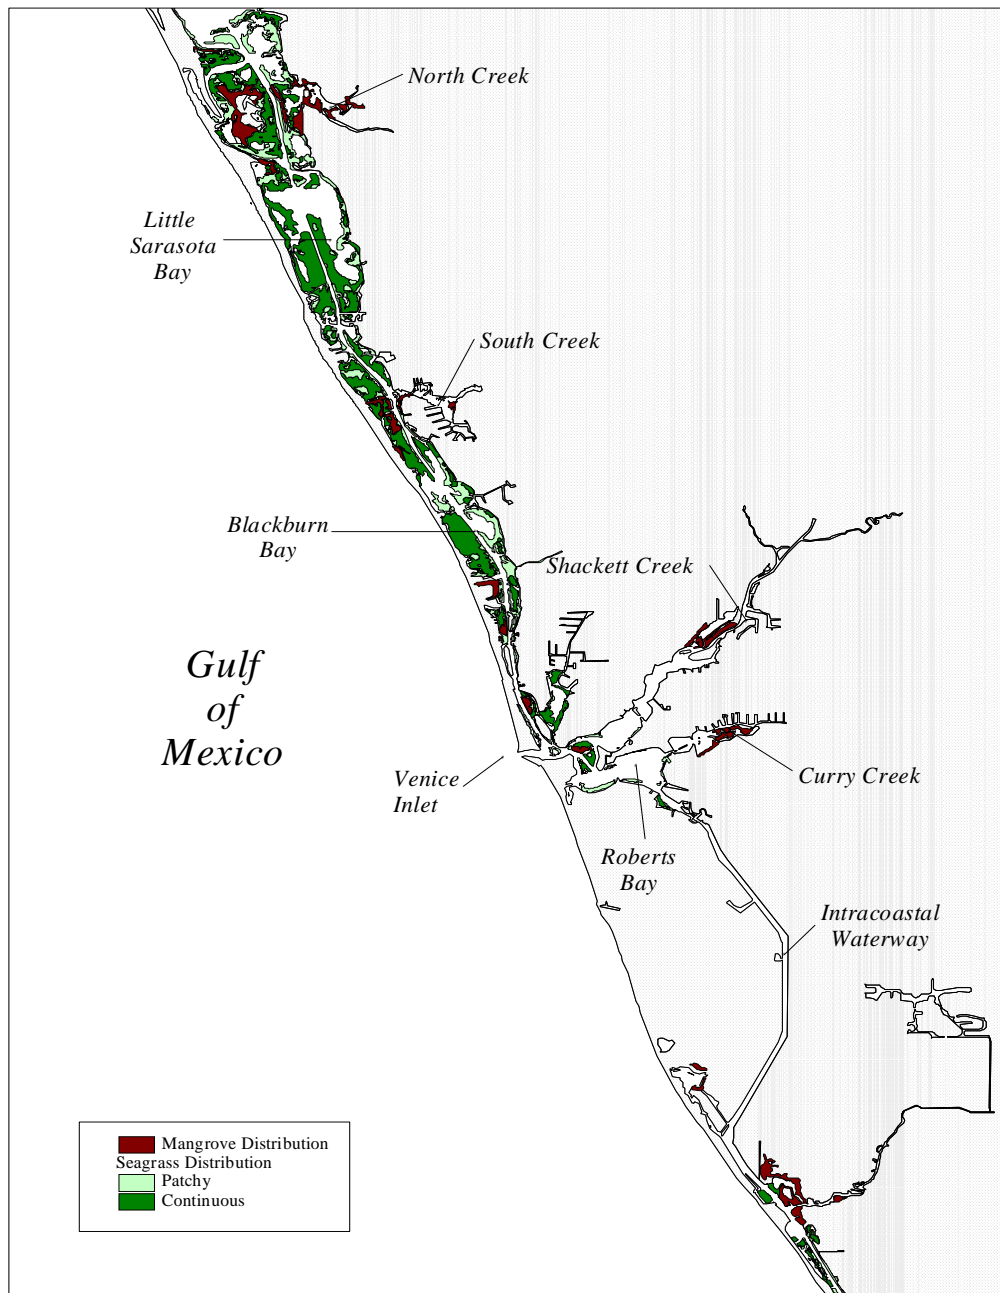 North Creek
Little
Sarasota
Bay
South Creek
Blackburn
Bay
Shackett Creek
Gulf
of
Mexico
Venice
Inlet
Curry Creek
Roberts
Bay
Intracoastal
Waterway
Mangrove Distribution
Seagrass Distribution
Patchy
Continuous